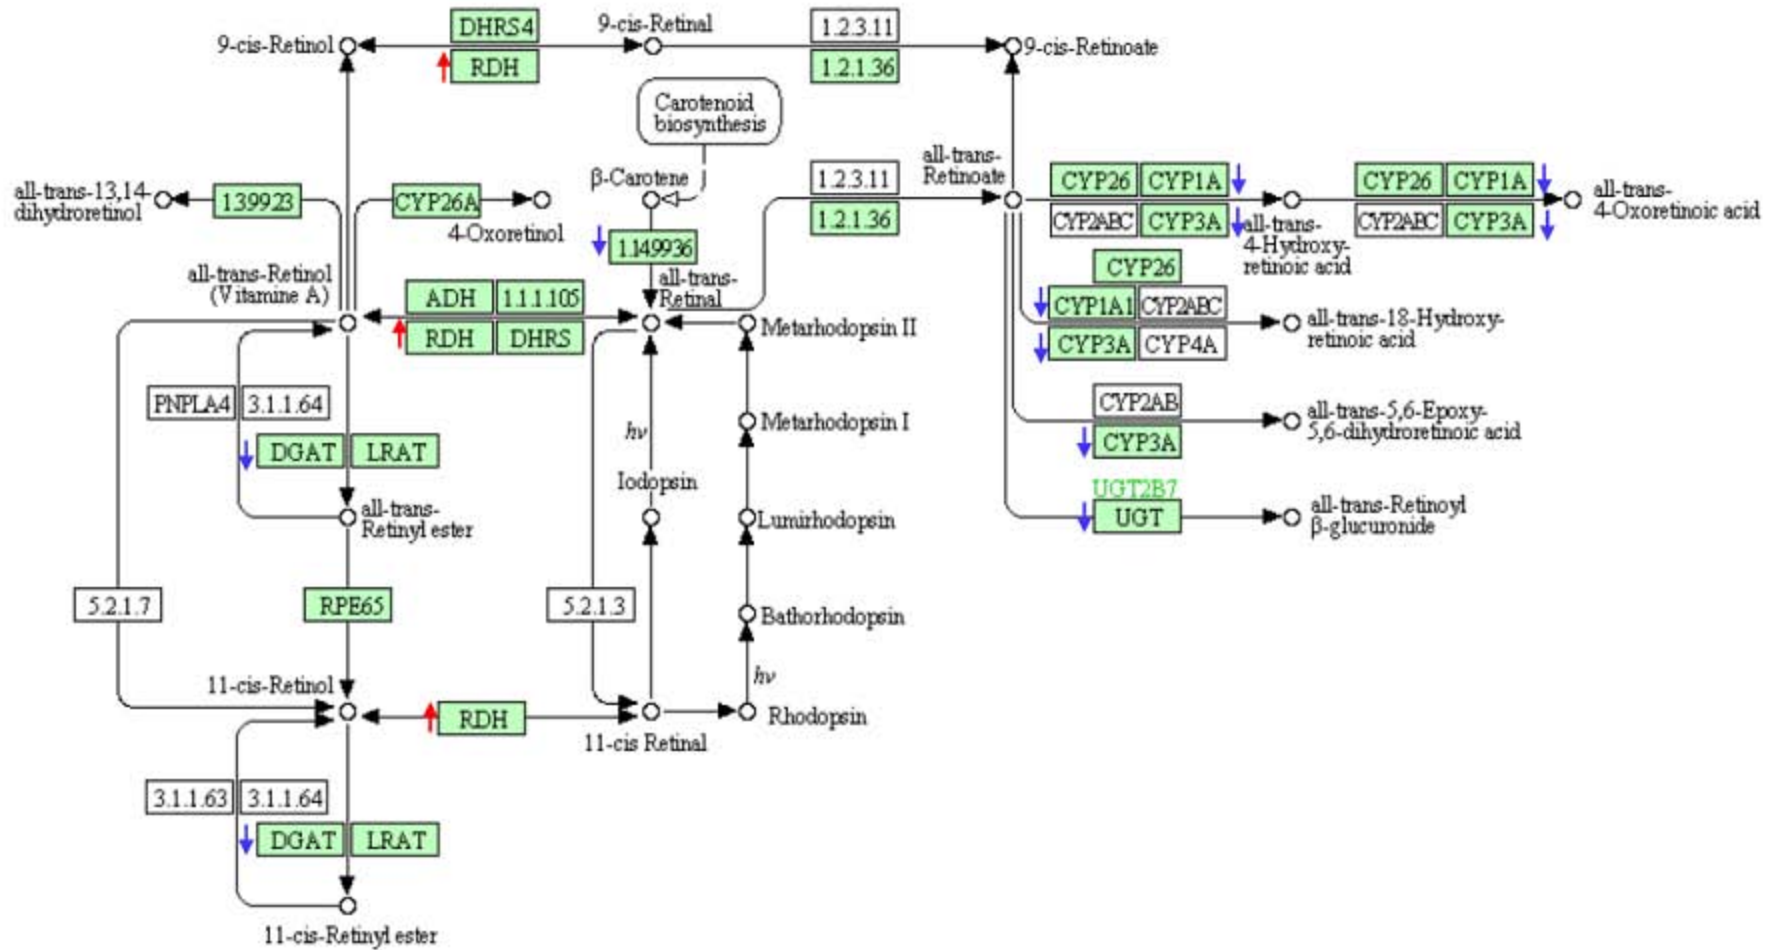 DHRS4
9-cis-Retinal
1.2.3.11
9-cis-Retinol
9-cis-Retinoate
RDH
1.2.1.36
Carotenoid
biosynthesis
all-trans-
Retinoate
1.2.3.11
β-Carotene
CYP26
CYP1A
CYP26
CYP1A
all-trans-13,14-
dihydroretinol
1.3.99.23
CYP26A
4-Oxoretinol
1.2.1.36
CYP2ABC
CYP3A
CYP2ABC
CYP3A
all-trans-
4-Oxoretinoic acid
1.14.99.36
all-trans-
4-Hydroxy-
retinoic acid
all-trans-Retinol
(Vitamine A)
all-trans-
Retinal
CYP26
ADH
1.1.1.105
CYP1A1
CYP2ABC
RDH
DHRS
Metarhodopsin II
all-trans-18-Hydroxy-
retinoic acid
CYP3A
CYP4A
PNPLA4
3.1.1.64
CYP2AB
hν
Metarhodopsin I
all-trans-5,6-Epoxy-
5,6-dihydroretinoic acid
DGAT
LRAT
CYP3A
Iodopsin
UGT2B7
all-trans-
Retinyl ester
Lumirhodopsin
UGT
all-trans-Retinoyl
β-glucuronide
5.2.1.7
RPE65
5.2.1.3
Bathorhodopsin
hν
11-cis-Retinol
RDH
Rhodopsin
11-cis Retinal
3.1.1.63
3.1.1.64
DGAT
LRAT
11-cis-Retinyl ester